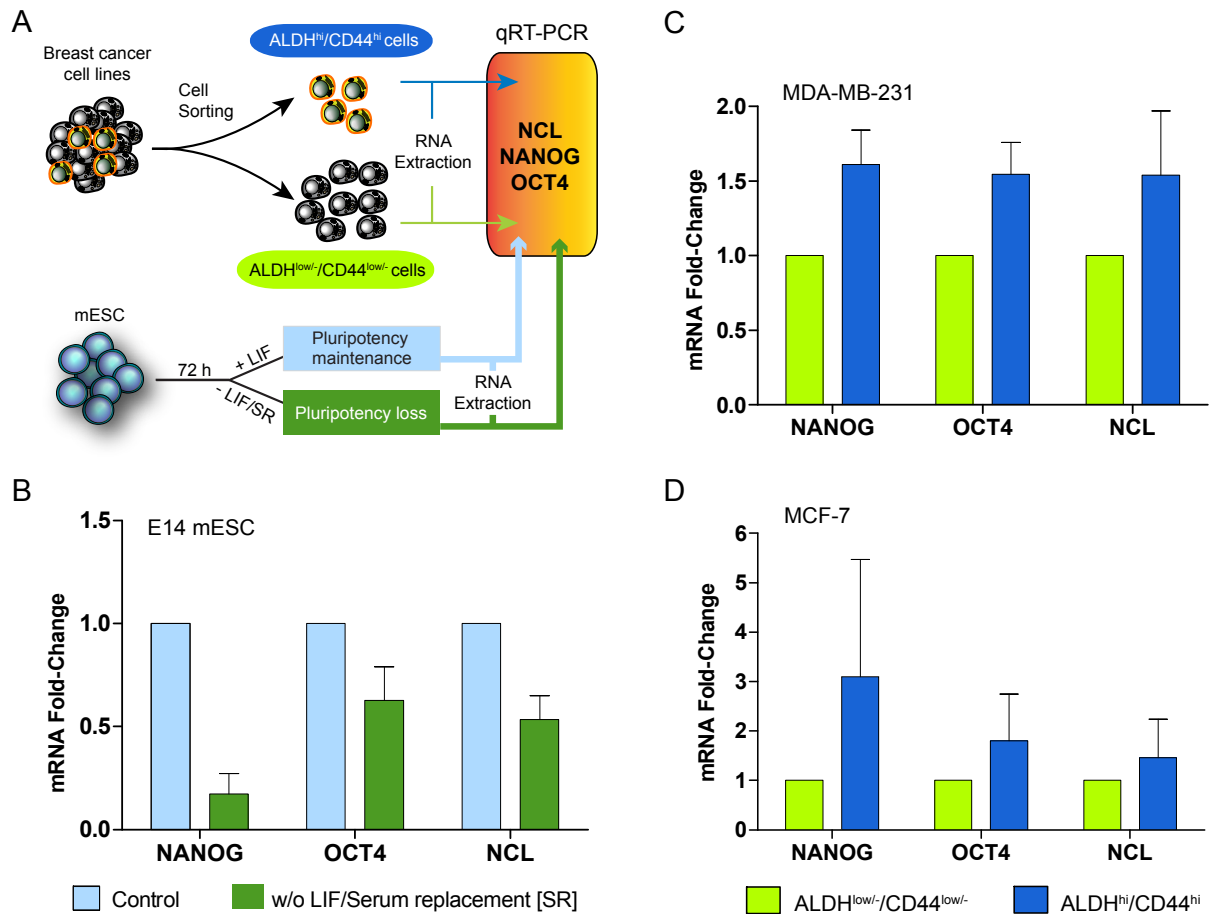 A
Breast cancer
cell lines
Cell
Sorting
ALDHhi/CD44hi cells
RNA
Extraction
ALDHlow/-/CD44low/- cells
qRT-PCR
NCL
NANOG
OCT4
mESC
72 h
+ LIF
- LIF/SR
Pluripotency
maintenance
Pluripotency loss
RNA
Extraction
B
E14 mESC
mRNA Fold-Change
1.5
1.0
0.5
0.0
NANOG OCT4 NCL
Control w/o LIF/Serum replacement [SR]
C
MDA-MB-231
mRNA Fold-Change
2.0
1.5
1.0
0.5
0.0
NANOG OCT4 NCL
D
MCF-7
mRNA Fold-Change
6
5
4
3
2
1
0
NANOG OCT4 NCL
ALDHlow/-/CD44low/- ALDHhi/CD44hi